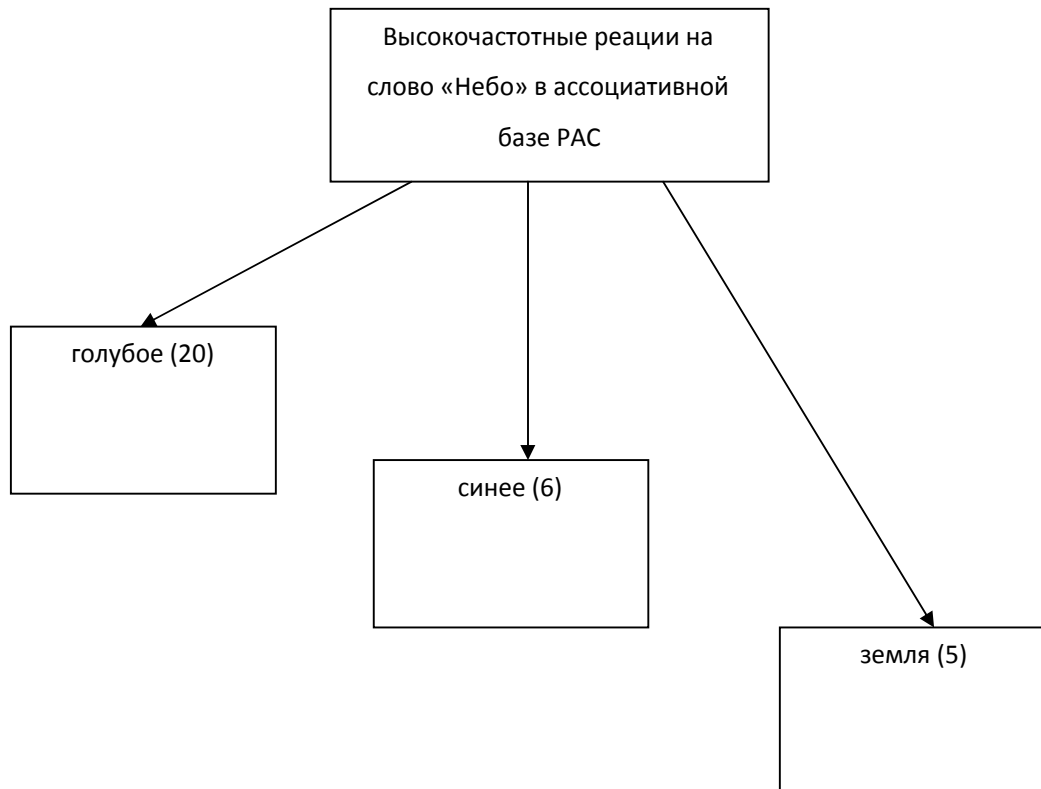 Высокочастотные реации на
слово «Небо» в ассоциативной
базе РАС
голубое (20)
синее (6)
земля (5)